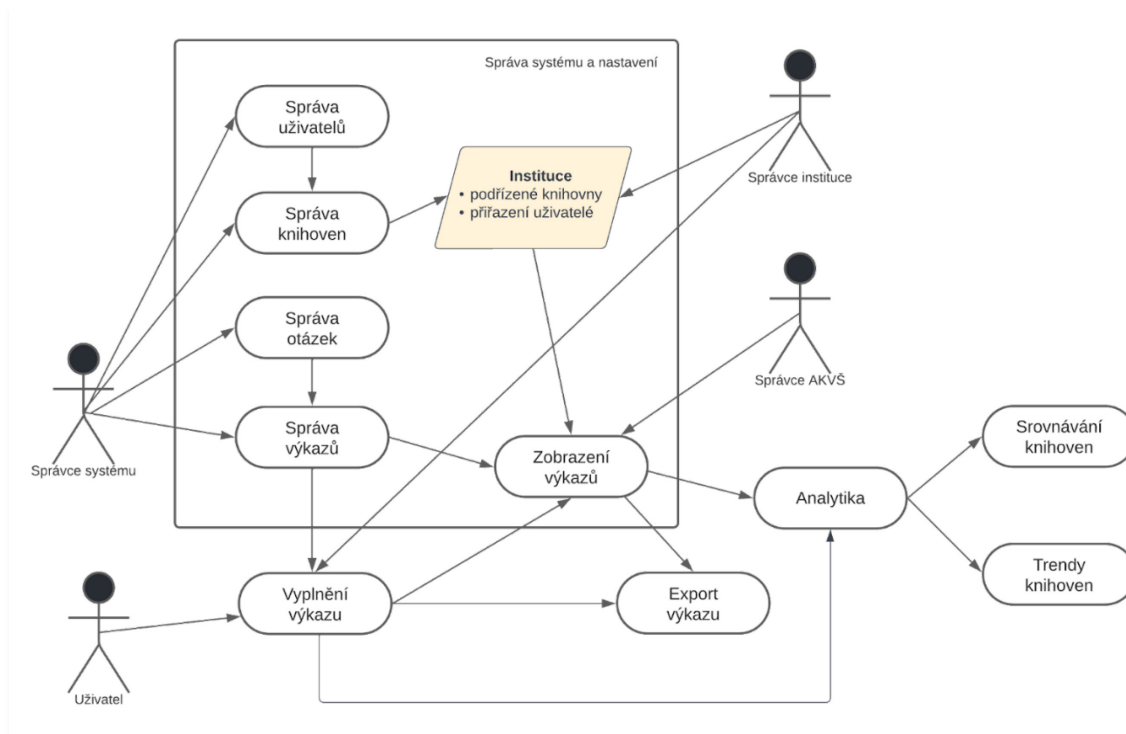 Správa systému a nastavení
Správa
uživatelů
Správa
knihoven
Instituce
• podřízené knihovny
• přiřazení uživatelé
Správce instituce
Správa
otázek
Správce AKVŠ
Správa
výkazů
Správce systému
Zobrazení
výkazů
Analytika
Srovnávání
knihoven
Trendy
knihoven
Vyplnění
výkazu
Export
výkazu
Uživatel